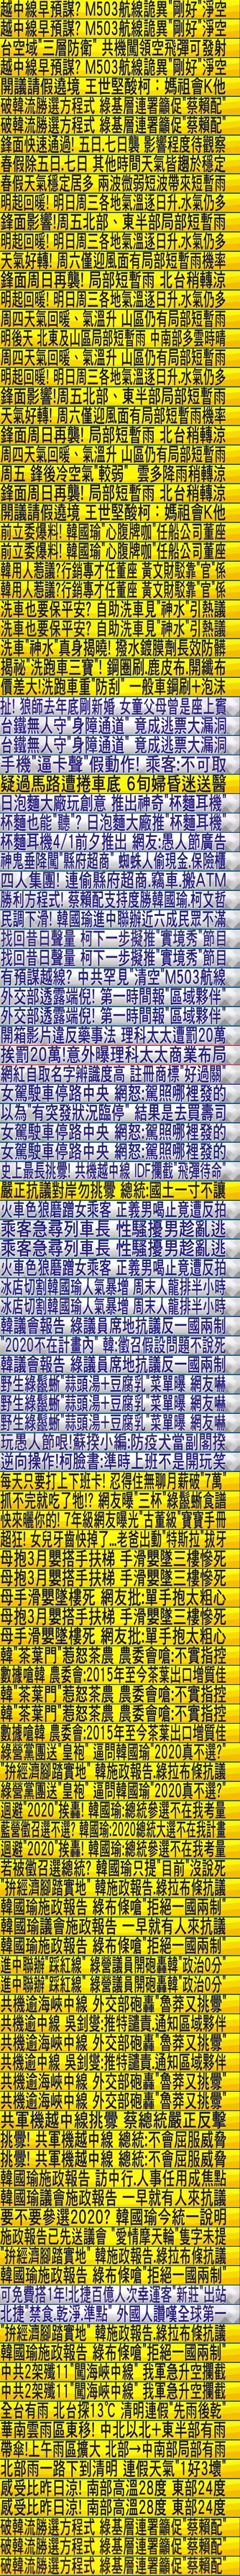 越中線早預謀? M503航線詭異"剛好"淨空
越中線早預謀? M503航線詭異"剛好"淨空
台空域"三層防衛" 共機闖領空飛彈可發射
越中線早預謀? M503航線詭異"剛好"淨空
開議請假遶境 王世堅酸柯：媽祖會K他
破韓流勝選方程式 綠基層連署籲促"蔡賴配"
破韓流勝選方程式 綠基層連署籲促"蔡賴配"
鋒面快速通過! 五日.七日襲 影響程度待觀察
春假除五日.七日 其他時間天氣皆趨於穩定
春假天氣穩定居多 兩波微弱短波帶來短暫雨
明起回暖! 明日周三各地氣溫逐日升.水氣仍多
鋒面影響!周五北部、東半部局部短暫雨
明起回暖! 明日周三各地氣溫逐日升.水氣仍多
天氣好轉! 周六僅迎風面有局部短暫雨機率
鋒面周日再襲! 局部短暫雨 北台稍轉涼
明起回暖! 明日周三各地氣溫逐日升.水氣仍多
周四天氣回暖、氣溫升 山區仍有局部短暫雨
明後天 北東及山區局部短暫雨 中南部多雲時晴
周四天氣回暖、氣溫升 山區仍有局部短暫雨
明起回暖! 明日周三各地氣溫逐日升.水氣仍多
鋒面影響!周五北部、東半部局部短暫雨
天氣好轉! 周六僅迎風面有局部短暫雨機率
鋒面周日再襲! 局部短暫雨 北台稍轉涼
周四天氣回暖、氣溫升 山區仍有局部短暫雨
周五 鋒後冷空氣"較弱" 雲多降雨稍轉涼
鋒面周日再襲! 局部短暫雨 北台稍轉涼
開議請假遶境 王世堅酸柯：媽祖會K他
前立委爆料! 韓國瑜"心腹牌咖"任船公司董座
前立委爆料! 韓國瑜"心腹牌咖"任船公司董座
韓用人惹議?行銷專才任董座 黃文財駁靠"官"係
韓用人惹議?行銷專才任董座 黃文財駁靠"官"係
洗車也要保平安? 自助洗車見"神水"引熱議
洗車也要保平安? 自助洗車見"神水"引熱議
洗車"神水"真身揭曉! 撥水鍍膜劑長效防髒
揭祕"洗跑車三寶"! 鋼圈刷.鹿皮布.開纖布
價差大!洗跑車重"防刮" 一般車鋼刷+泡沫
扯! 狼師去年底剛新婚 女童父母曾是座上賓
台鐵無人守"身障通道" 竟成逃票大漏洞
台鐵無人守"身障通道" 竟成逃票大漏洞
手機"逼卡聲"假動作! 乘客:不可取
疑過馬路遭捲車底 6旬婦昏迷送醫
日泡麵大廠玩創意 推出神奇"杯麵耳機"
杯麵也能"聽"? 日泡麵大廠推"杯麵耳機"
杯麵耳機4/1前夕推出 網友:愚人節廣告
神鬼垂降闖"縣府超商" 蜘蛛人偷現金.保險櫃
四人集團! 連偷縣府超商.竊車.搬ATM
勝利方程式! 蔡賴配支持度勝韓國瑜.柯文哲
民調下滑! 韓國瑜進中聯辦近六成民眾不滿
找回昔日聲量 柯下一步擬推"實境秀"節目
找回昔日聲量 柯下一步擬推"實境秀"節目
有預謀越線? 中共罕見"清空"M503航線
外交部透露端倪! 第一時間報"區域夥伴"
外交部透露端倪! 第一時間報"區域夥伴"
開箱影片違反藥事法 理科太太遭罰20萬
挨罰20萬!意外曝理科太太商業布局
網紅自取名字辨識度高 註冊商標"好過關"
女駕駛車停路中央 網怒:駕照哪裡發的
以為"有突發狀況臨停" 結果是去買壽司
女駕駛車停路中央 網怒:駕照哪裡發的
女駕駛車停路中央 網怒:駕照哪裡發的
史上最長挑釁! 共機越中線 IDF攔截"飛彈待命"
嚴正抗議對岸勿挑釁 總統:國土一寸不讓
火車色狼磨蹭女乘客 正義男喝止竟遭反拍
乘客急尋列車長 性騷擾男趁亂逃
乘客急尋列車長 性騷擾男趁亂逃
火車色狼磨蹭女乘客 正義男喝止竟遭反拍
冰店切割韓國瑜人氣暴增 周末人龍排半小時
冰店切割韓國瑜人氣暴增 周末人龍排半小時
韓議會報告 綠議員席地抗議反一國兩制
"2020不在計畫內" 韓:徵召假設問題不說死
韓議會報告 綠議員席地抗議反一國兩制
野生綠鬣蜥"蒜頭湯+豆腐乳"菜單曝 網友嚇
野生綠鬣蜥"蒜頭湯+豆腐乳"菜單曝 網友嚇
野生綠鬣蜥"蒜頭湯+豆腐乳"菜單曝 網友嚇
玩愚人節哏!蘇揆小編:防疫犬當副閣揆
逆向操作!柯臉書:準時上班不是開玩笑
每天只要打上下班卡! 忍得住無聊月薪破"7萬"
抓不完就吃了牠!? 網友曝"三杯"綠鬣蜥食譜
快來曬你的! 7年級網友曝光"古董級"寶寶手冊
超扯! 女兒牙齒快掉了...老爸出動"特斯拉"拔牙
母抱3月嬰搭手扶梯 手滑嬰墜三樓慘死
母抱3月嬰搭手扶梯 手滑嬰墜三樓慘死
母手滑嬰墜樓死 網友批:單手抱太粗心
母抱3月嬰搭手扶梯 手滑嬰墜三樓慘死
母手滑嬰墜樓死 網友批:單手抱太粗心
韓"茶葉門"惹怒茶農 農委會嗆:不實指控
數據嗆韓 農委會:2015年至今茶葉出口增質佳
韓"茶葉門"惹怒茶農 農委會嗆:不實指控
韓"茶葉門"惹怒茶農 農委會嗆:不實指控
數據嗆韓 農委會:2015年至今茶葉出口增質佳
綠營黨團送"皇袍" 逼問韓國瑜"2020真不選?"
"拚經濟腳踏實地" 韓施政報告.綠拉布條抗議
綠營黨團送"皇袍" 逼問韓國瑜"2020真不選?"
迴避"2020"挨轟! 韓國瑜:總統參選不在我考量
藍營徵召選不選? 韓國瑜:2020總統大選不在我計畫
迴避"2020"挨轟! 韓國瑜:總統參選不在我考量
若被徵召選總統? 韓國瑜只提"目前"沒說死
"拚經濟腳踏實地" 韓施政報告.綠拉布條抗議
韓國瑜施政報告 綠布條嗆"拒絕一國兩制"
韓國瑜議會施政報告 一早就有人來抗議
韓國瑜施政報告 綠布條嗆"拒絕一國兩制"
進中聯辦"踩紅線" 綠營議員開砲轟韓"政治0分"
進中聯辦"踩紅線" 綠營議員開砲轟韓"政治0分"
共機逾海峽中線 外交部砲轟"魯莽又挑釁"
共機逾中線 吳釗燮:推特譴責.通知區域夥伴
共機逾海峽中線 外交部砲轟"魯莽又挑釁"
共機逾中線 吳釗燮:推特譴責.通知區域夥伴
共機逾海峽中線 外交部砲轟"魯莽又挑釁"
共機逾海峽中線 外交部砲轟"魯莽又挑釁"
共軍機越中線挑釁 蔡總統嚴正反擊
挑釁! 共軍機越中線 總統:不會屈服威脅
挑釁! 共軍機越中線 總統:不會屈服威脅
韓國瑜施政報告 訪中行.人事任用成焦點
韓國瑜議會施政報告 一早就有人來抗議
要不要參選2020? 韓國瑜今統一說明
施政報告已先送議會 "愛情摩天輪"隻字未提
"拚經濟腳踏實地" 韓施政報告.綠拉布條抗議
韓國瑜施政報告 綠布條嗆"拒絕一國兩制"
可免費搭1年!北捷百億人次幸運客"新莊"出站
北捷"禁食.乾淨.準點" 外國人讚嘆全球第一
"拚經濟腳踏實地" 韓施政報告.綠拉布條抗議
韓國瑜施政報告 綠布條嗆"拒絕一國兩制"
中共2架殲11"闖海峽中線" 我軍急升空攔截
中共2架殲11"闖海峽中線" 我軍急升空攔截
全台有雨 北台探13℃ 清明連假"先雨後乾"
華南雲雨區東移! 中北以北+東半部有雨
帶傘!上午雨區擴大 北部→中南部局部有雨
北部雨一路下到清明 連假天氣"1好3壞"
感受比昨日涼! 南部高溫28度 東部24度
感受比昨日涼! 南部高溫28度 東部24度
破韓流勝選方程式 綠基層連署籲促"蔡賴配"
破韓流勝選方程式 綠基層連署籲促"蔡賴配"
破韓流勝選方程式 綠基層連署籲促"蔡賴配"